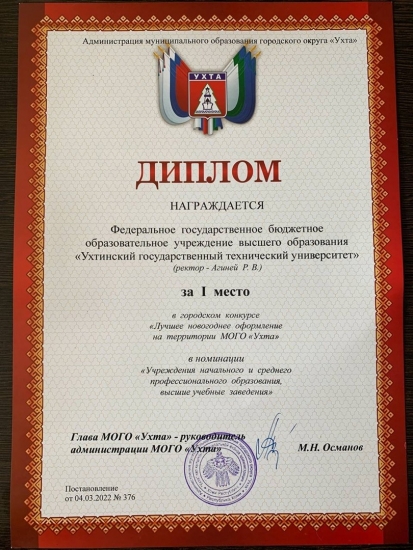 Администрация муниципального образования городского округа «Ухта»
УХТА
ДИПЛОМ
НАГРАЖДАЕТСЯ
Федеральное государственное бюджетное
образовательное учреждение высшего образования
«Ухтинский государственный технический университет»
(ректор - Агиней Р. В.)
за I место
в городском конкурсе
«Лучшее новогоднее оформление
на территории МОГО «Ухта»
в номинации
«Учреждения начального и среднего
профессионального образования,
высшие учебные заведения»
Глава МОГО «Ухта» - руководитель
администрации МОГО «Ухта»
М.Н. Османов
Постановление
от 04.03.2022 № 376